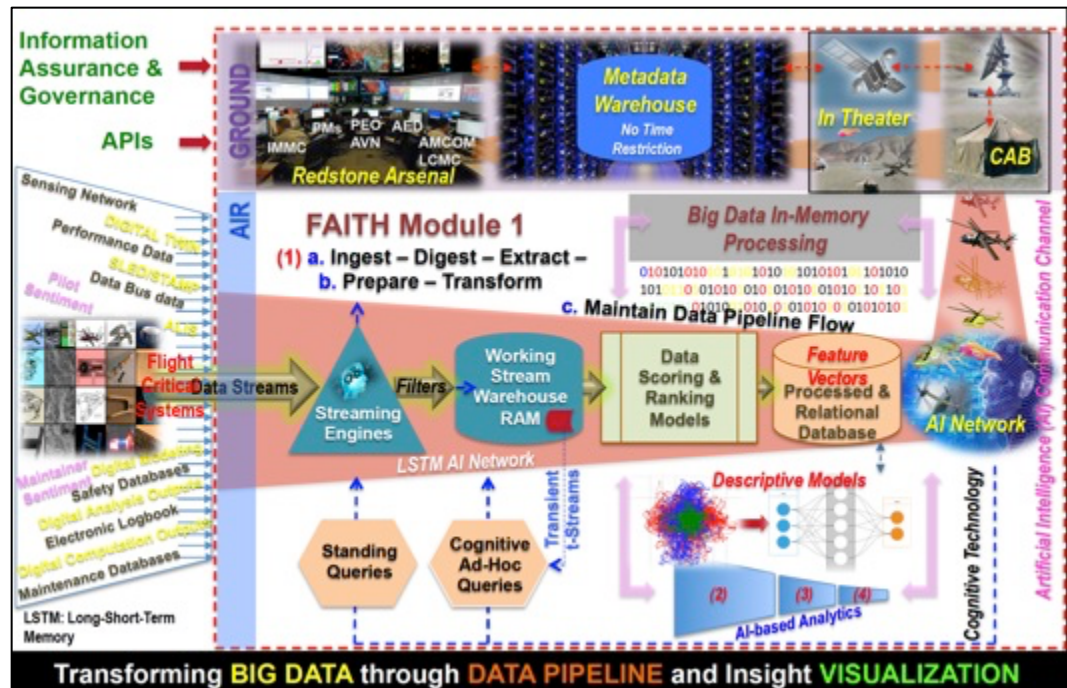 Information
Assurance &
Governance
APIs
GROUND
IMMC
PMs
PEO
AVN
AED
AMCOM
LCMC
Redstone Arsenal
Metadata
Warehouse
No Time
Restriction
In Theater
CAB
AIR
FAITH Module 1
(1) a. Ingest – Digest – Extract –
b. Prepare – Transform
Big Data In-Memory
Processing
c. Maintain Data Pipeline Flow
Sensing Network
DIGITAL TWIN
Performance Data
SLED/STAMP
Data Bus data
Pilot
Sentiment
ALIS
Flight
Critical
Systems
Data Streams
Streaming
Engines
Filters
Working
Stream
Warehouse
RAM
Data
Scoring &
Ranking
Models
Feature
Vectors
Processed &
Relational
Database
AI Network
LSTM AI Network
Maintainer
Sentiment
Digital Modeling
Safety Databases
Digital Analysis Outputs
Electronic Logbook
Digital Computation Outputs
Maintenance Databases
Standing
Queries
Cognitive
Ad-Hoc
Queries
Transient
t-Streams
Descriptive Models
(2)
(3)
(4)
AI-based Analytics
Cognitive Technology
Artificial Intelligence (AI) Communication Channel
LSTM: Long-Short-Term
Memory
Transforming BIG DATA through DATA PIPELINE and Insight VISUALIZATION